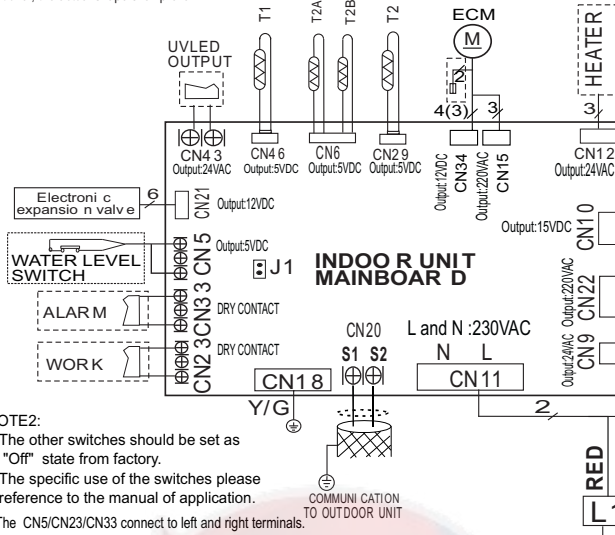 T1
T2A
T2B
T2
ECM
M
HEATER
UVLED
OUTPUT
2
4(3)
3
3
CN4 3
Output:24VAC
CN4 6
Output:5VDC
CN6
Output:5VDC
CN2 9
Output:5VDC
Output:12VDC
CN34
Output:220VAC
CN15
CN12
Output:24VAC
Electroni c
expansio n valv e
6
CN21
Output:12VDC
Output:15VDC
CN1 0
WATER LEVEL
SWITCH
CN 5
Output:5VDC
J1
INDOO R UNIT
MAINBOAR D
Output:220VAC
CN22
ALAR M
CN3 3
DRY CONTACT
WOR K
CN2 3
DRY CONTACT
CN20
S1 S2
L and N :230VAC
N L
CN11
Output:24VAC
CN9
CN1 8
Y/G
2
RED
L1
COMMUNI CATION
TO OUTDOOR UNIT
OTE2:
The other switches should be set as
"Off" state from factory.
The specific use of the switches please
reference to the manual of application.
The CN5/CN23/CN33 connect to left and right terminals.